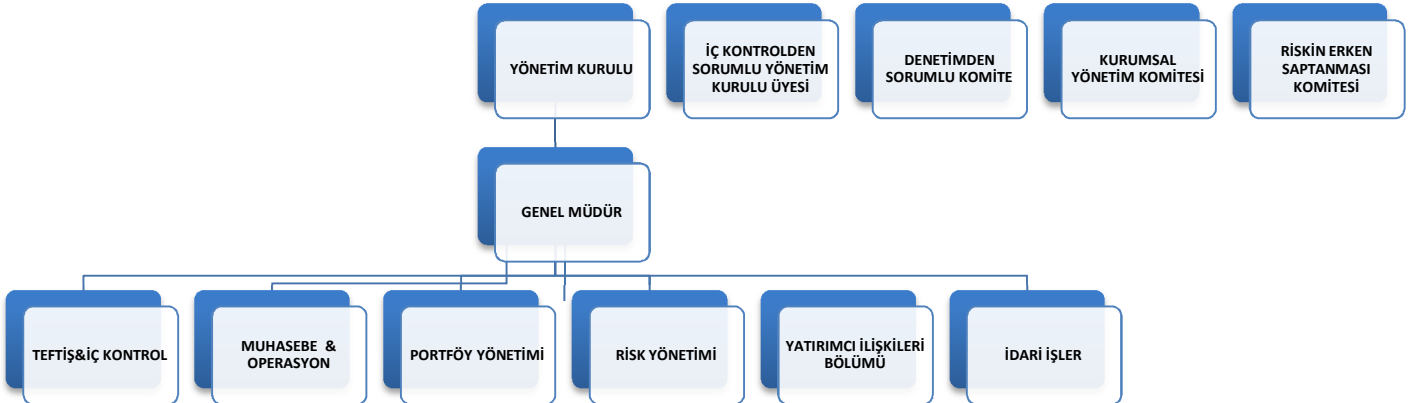 YÖNETİM KURULU
İÇ KONTROLDEN
SORUMLU YÖNETİM
KURULU ÜYESİ
DENETİMDEN
SORUMLU KOMİTE
KURUMSAL
YÖNETİM KOMİTESİ
RİSKİN ERKEN
SAPTANMASI
KOMİTESİ
GENEL MÜDÜR
TEFTİŞ&İÇ KONTROL
MUHASEBE &
OPERASYON
PORTFÖY YÖNETİMİ
RİSK YÖNETİMİ
YATIRIMCI İLİŞKİLERİ
BÖLÜMÜ
İDARİ İŞLER